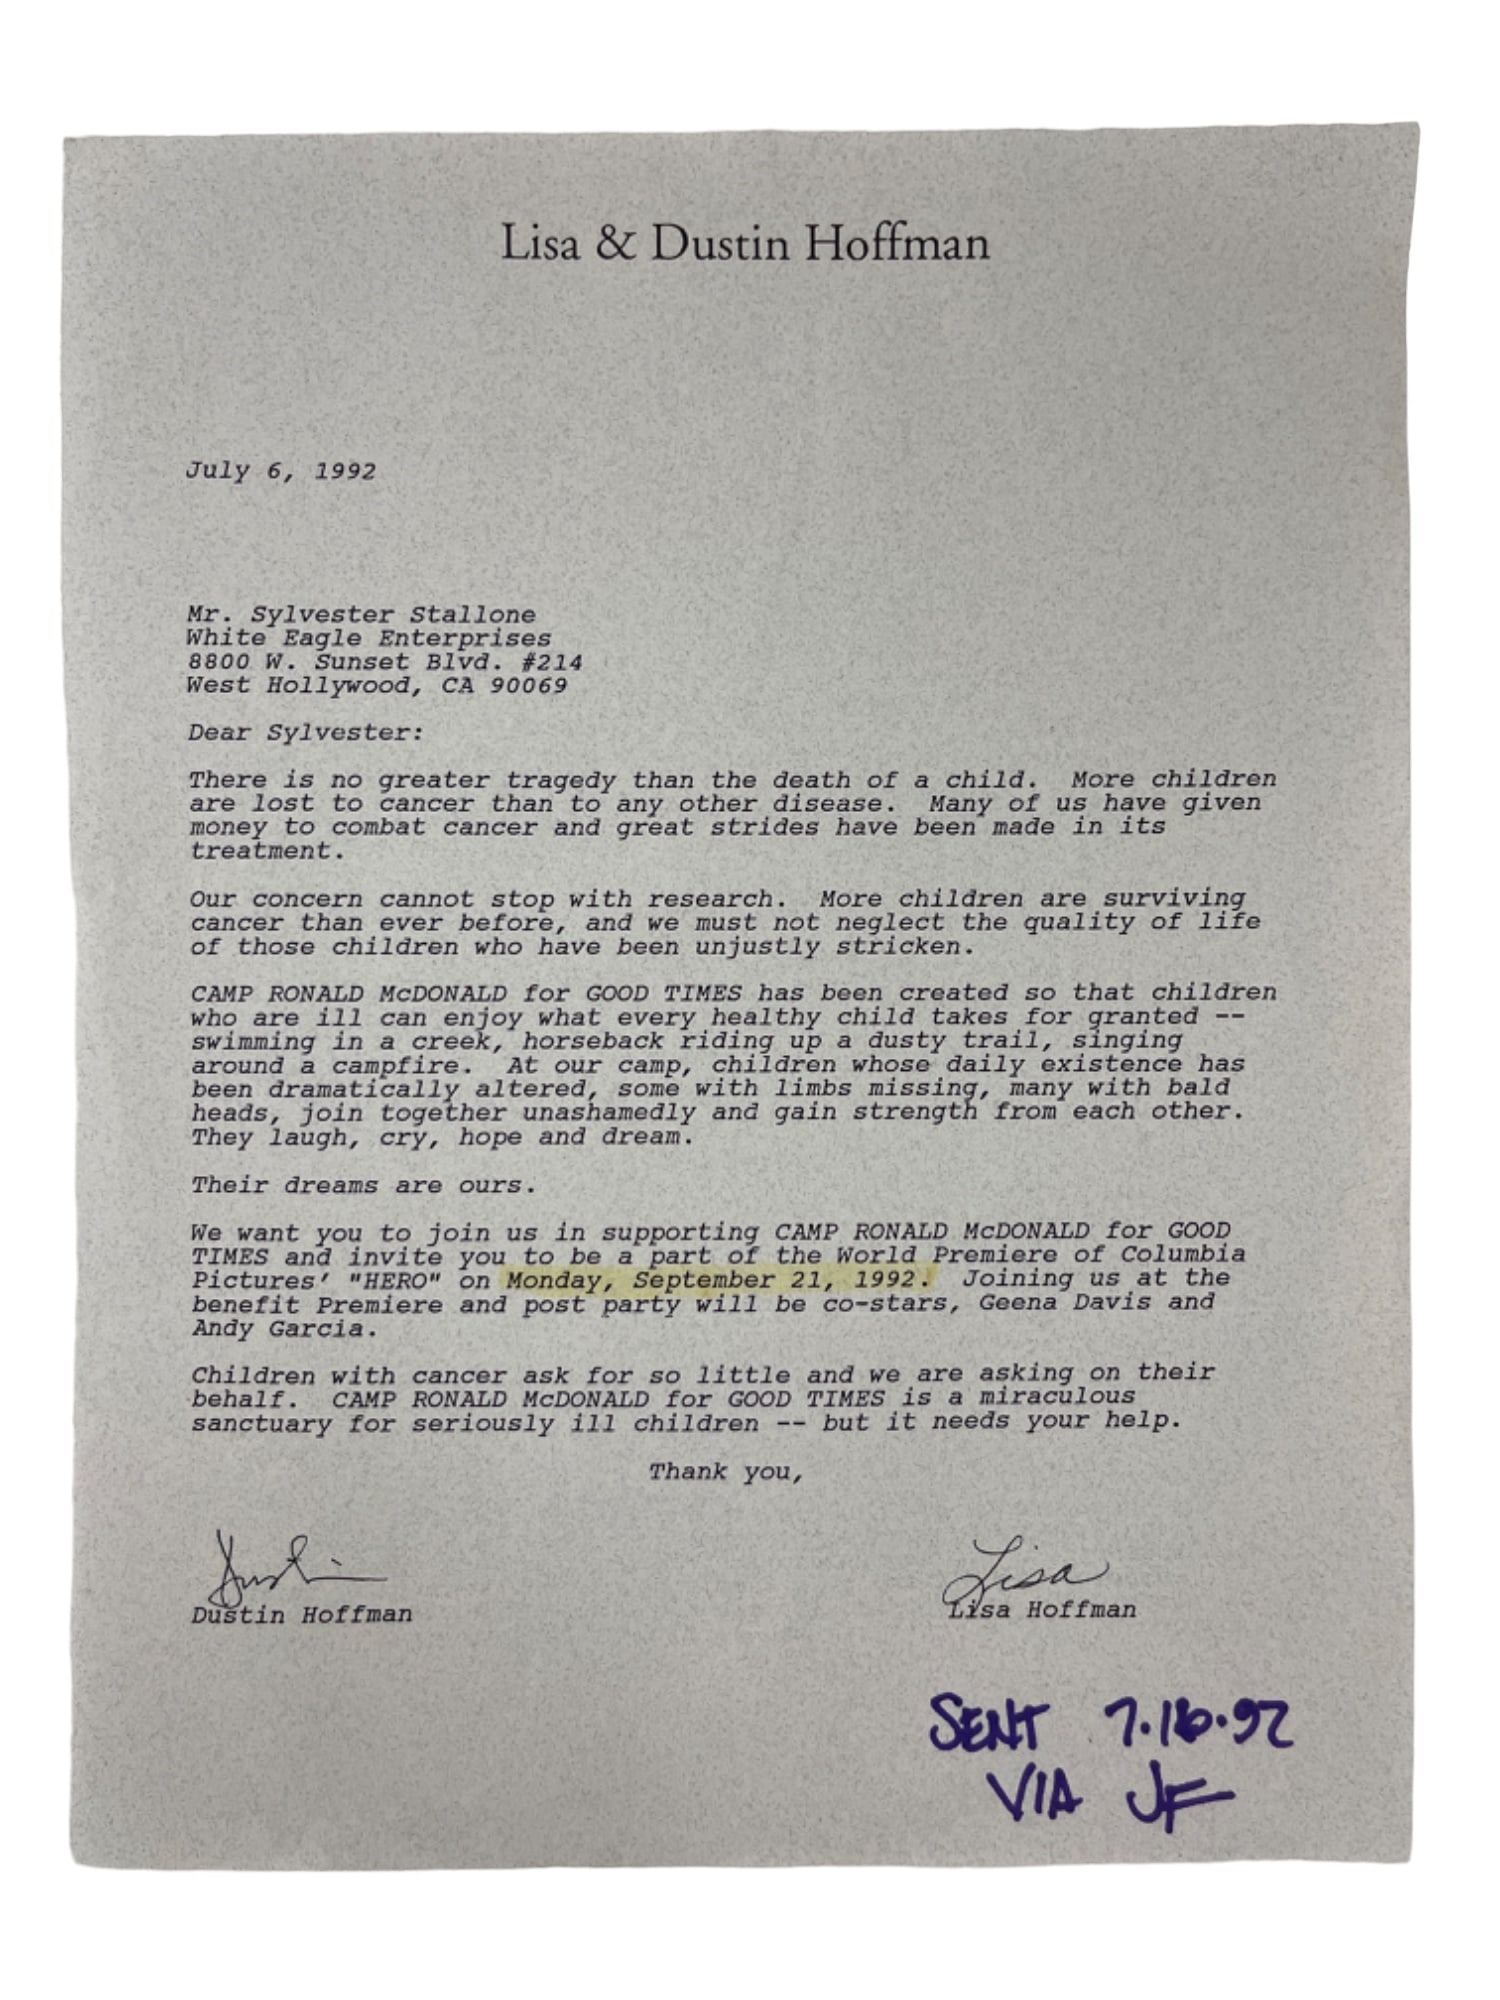 Lisa & Dustin Hoffman
July 6, 1992
Mr. Sylvester Stallone
White Eagle Enterprises
8800 W. Sunset Blvd. #214
West Hollywood, CA 90069
Dear Sylvester:
There is no greater tragedy than the death of a child.  More children
are lost to cancer than to any other disease.  Many of us have given
money to combat cancer and great strides have been made in its
treatment.
Our concern cannot stop with research.  More children are surviving
cancer than ever before, and we must not neglect the quality of life
of those children who have been unjustly stricken.
CAMP RONALD McDONALD for GOOD TIMES has been created so that children
who are ill can enjoy what every healthy child takes for granted --
swimming in a creek, horseback riding up a dusty trail, singing
around a campfire.  At our camp, children whose daily existence has
been dramatically altered, some with limbs missing, many with bald
heads, join together unashamedly and gain strength from each other.
They laugh, cry, hope and dream.
Their dreams are ours.
We want you to join us in supporting CAMP RONALD McDONALD for GOOD
TIMES and invite you to be a part of the World Premiere of Columbia
Pictures' "HERO" on Monday, September 21, 1992.  Joining us at the
benefit Premiere and post party will be co-stars, Geena Davis and
Andy Garcia.
Children with cancer ask for so little and we are asking on their
behalf.  CAMP RONALD McDONALD for GOOD TIMES is a miraculous
sanctuary for seriously ill children -- but it needs your help.
Thank you,
Dustin Lisa
Dustin Hoffman Lisa Hoffman
SENT 7.16.92
VIA JF